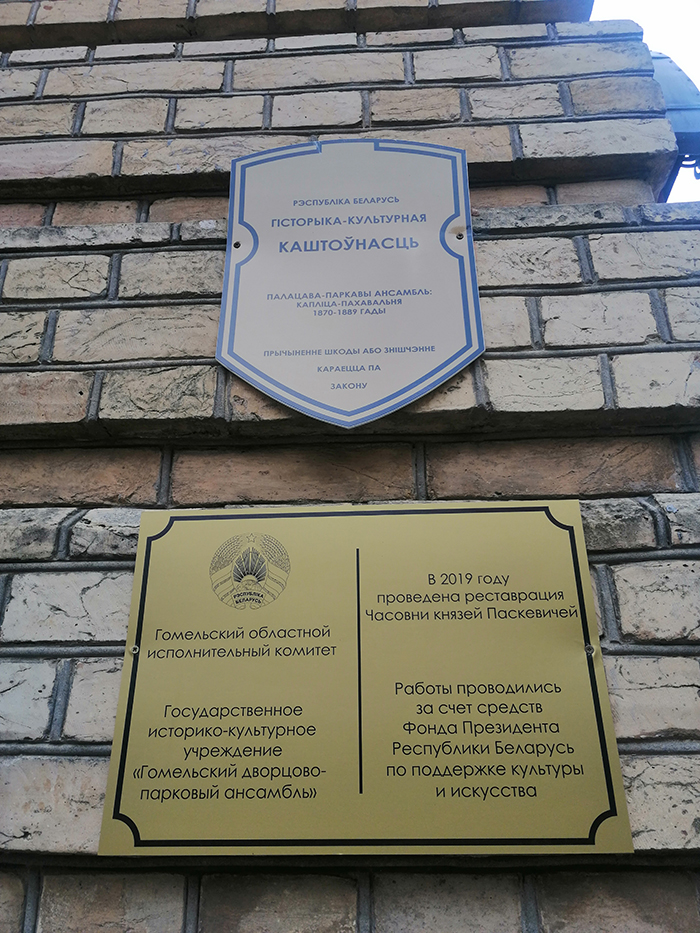 РЭСПУБЛІКА БЕЛАРУСЬ
ГІСТОРЫКА-КУЛЬТУРНАЯ
КАШТОЎНАСЦЬ
ПАЛАЦАВА-ПАРКАВЫ АНСАМБЛЬ:
КАПЛІЦА-ПАХАВАЛЬНЯ
1870-1889 ГАДЫ
ПРЫЧЫНЕННЕ ШКОДЫ АБО ЗНІШЧЭННЕ
КАРАЕЦЦА ПА
ЗАКОНУ
РЭСПУБЛІКА
БЕЛАРУСЬ
Гомельский областной
исполнительный комитет
Государственное
историко-культурное
учреждение
«Гомельский дворцово-
парковый ансамбль»
В 2019 году
проведена реставрация
Часовни князей Паскевичей
Работы проводились
за счет средств
Фонда Президента
Республики Беларусь
по поддержке культуры
и искусства